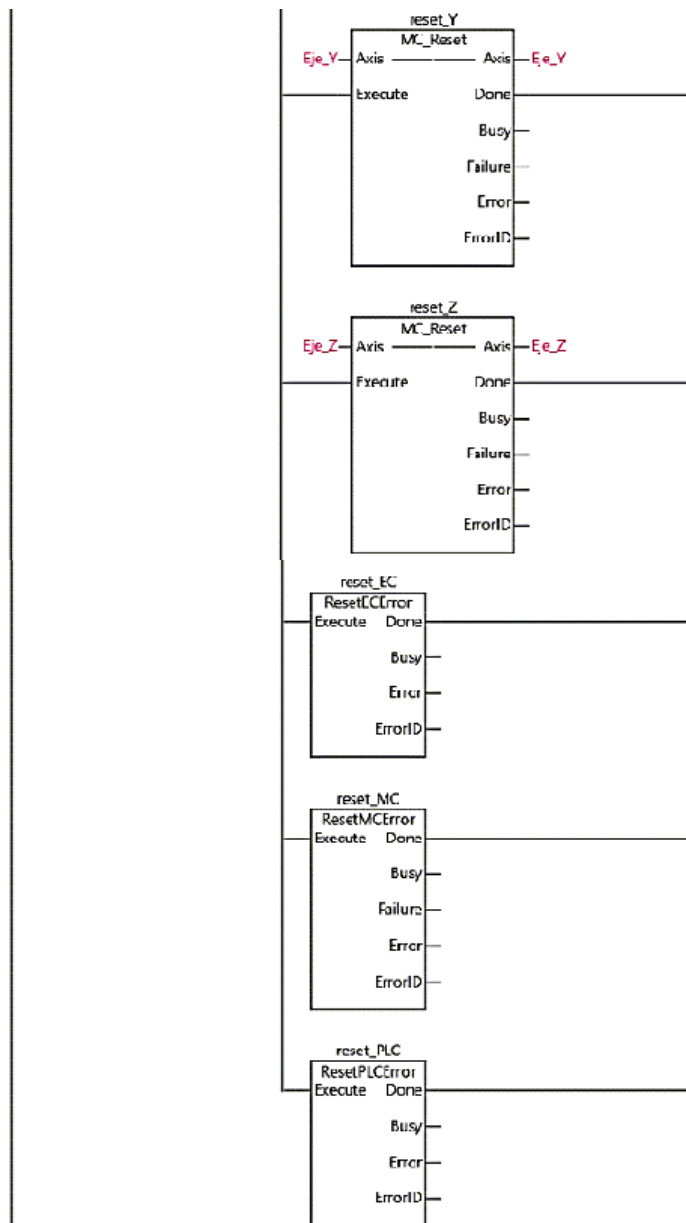 reset_Y
MC_Reset
Eje_Y Axis Axis Eje_Y
Execute Done
Busy
Failure
Error
ErrorID
reset_Z
MC_Reset
Eje_Z Axis Axis Eje_Z
Execute Done
Busy
Failure
Error
ErrorID
reset_EC
ResetECError
Execute Done
Busy
Error
ErrorID
reset_MC
ResetMCError
Execute Done
Busy
Failure
Error
ErrorID
reset_PLC
ResetPLCError
Execute Done
Busy
Error
ErrorID